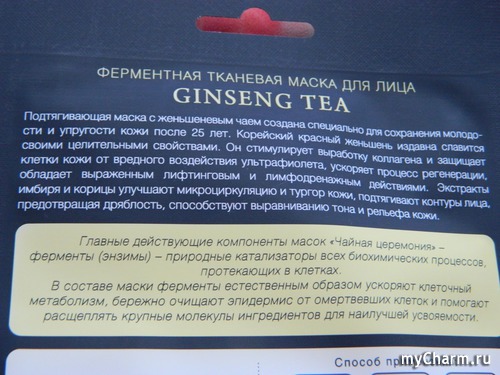 ФЕРМЕНТНАЯ ТКАНЕВАЯ МАСКА ДЛЯ ЛИЦА
GINSENG TEA
Подтягивающая маска с женьшеневым чаем создана специально для сохранения молодо-
сти и упругости кожи после 25 лет. Корейский красный женьшень издавна славится
своими целительными свойствами. Он стимулирует выработку коллагена и защищает
клетки кожи от вредного воздействия ультрафиолета, ускоряет процесс регенерации,
обладает выраженным лифтинговым и лимфодренажным действиями. Экстракты
имбиря и корицы улучшают микроциркуляцию и тургор кожи, подтягивают контуры лица,
предотвращая дряблость, способствуют выравниванию тона и рельефа кожи.
Главные действующие компоненты масок «Чайная церемония» –
ферменты (энзимы) – природные катализаторы всех биохимических процессов,
протекающих в клетках.
В составе маски ферменты естественным образом ускоряют клеточный
метаболизм, бережно очищают эпидермис от омертвевших клеток и помогают
расщеплять крупные молекулы ингредиентов для наилучшей усвояемости.
Способ
myCharm.ru